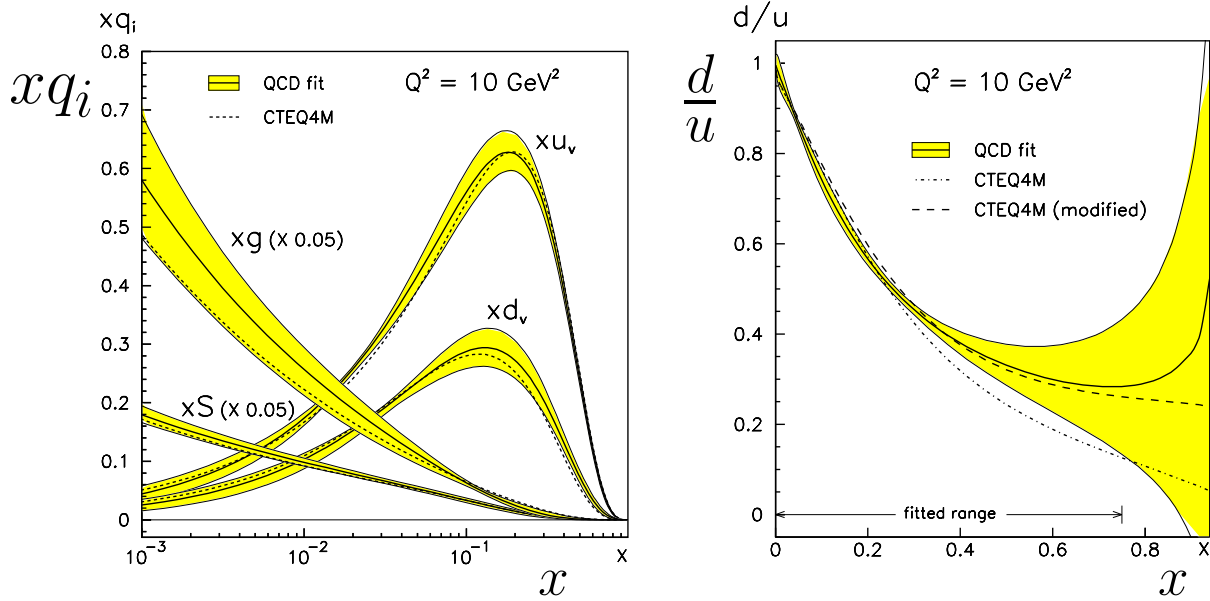 xq_i
0.8
xq_i
QCD fit
Q² = 10 GeV²
CTEQ4M
0.7
xu_v
0.6
0.5
xg (X 0.05)
0.4
xd_v
0.3
xS (X 0.05)
0.2
0.1
0
10⁻³ 10⁻² 10⁻¹ x
x
d/u
1
d/u
Q² = 10 GeV²
QCD fit
CTEQ4M
CTEQ4M (modified)
0.8
0.6
0.4
0.2
0
fitted range
0 0.2 0.4 0.6 0.8 x
x